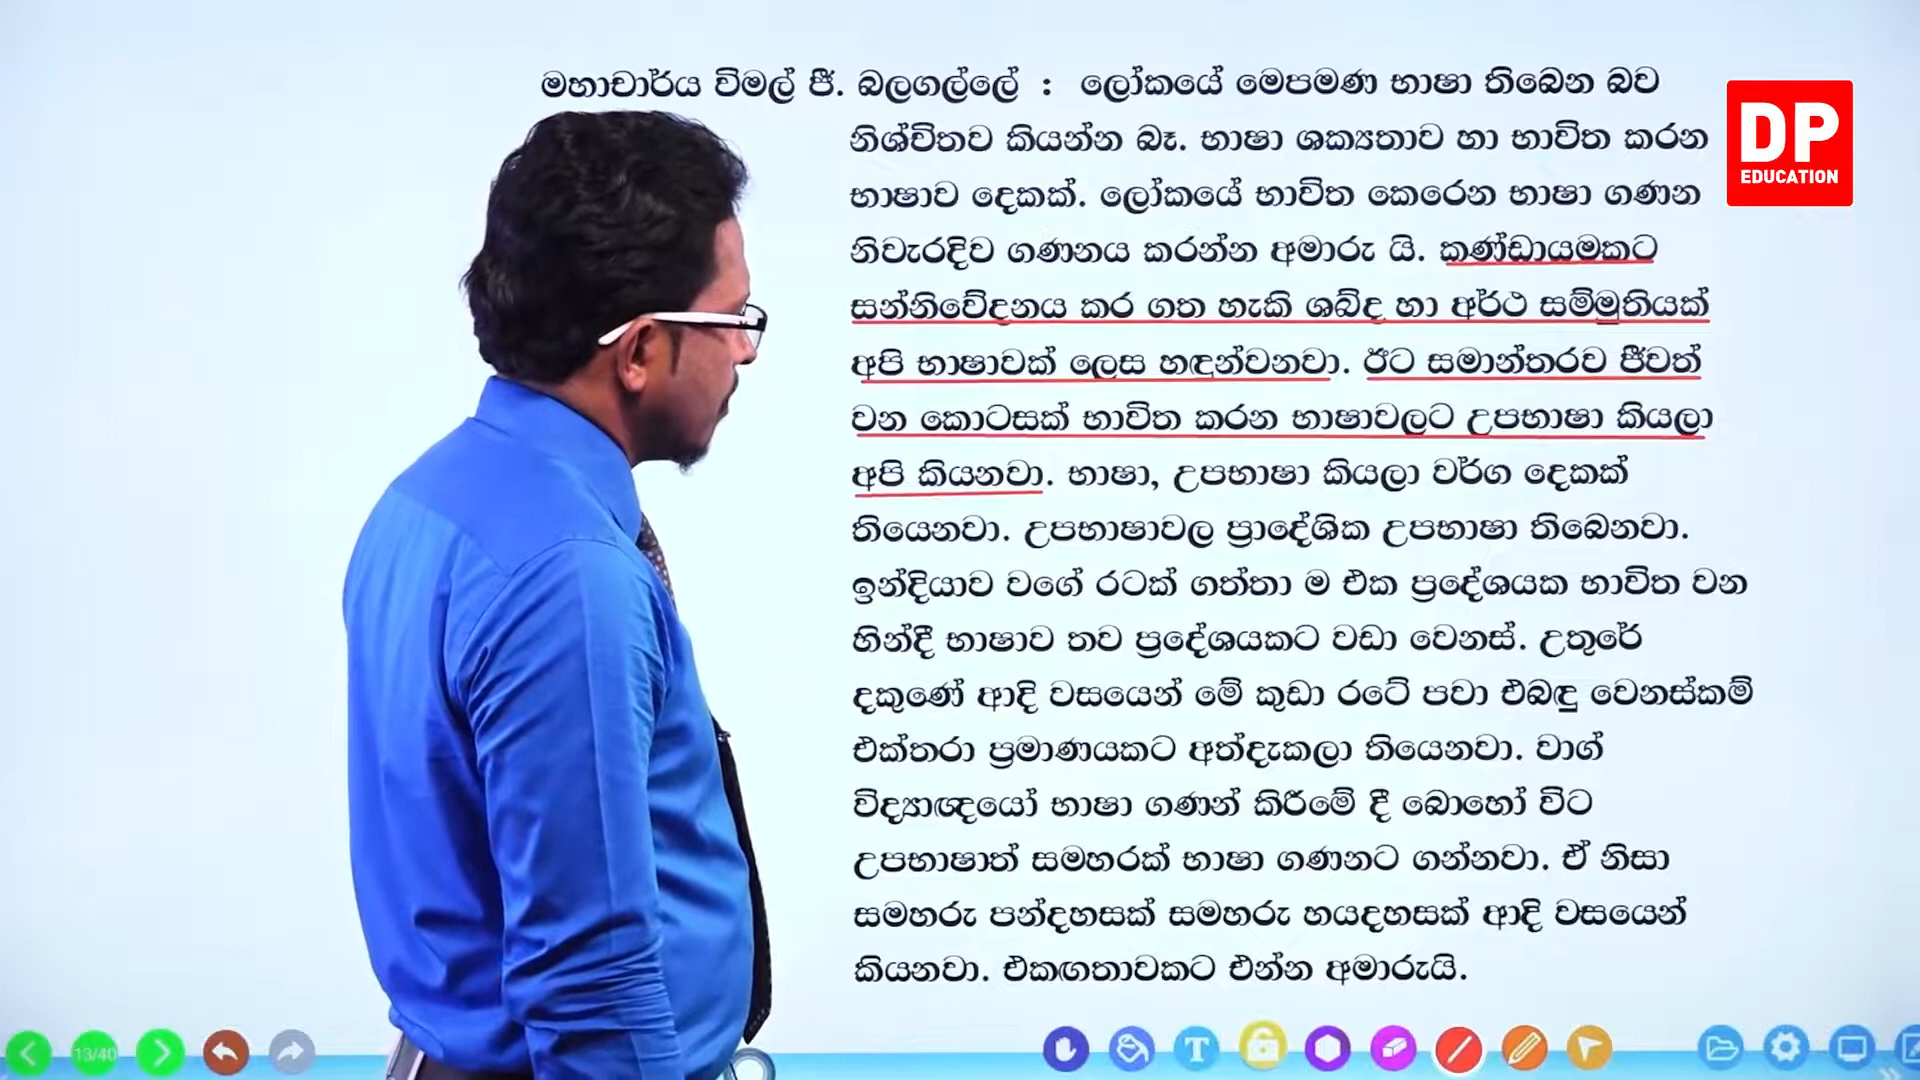 මහාචාර්ය විමල් ජී. බලගල්ලේ : ලෝකයේ මෙපමණ භාෂා තිබෙන බව
DP
EDUCATION
නිශ්චිතව කියන්න බෑ. භාෂා ශක්‍යතාව හා භාවිත කරන
භාෂාව දෙකක්. ලෝකයේ භාවිත කෙරෙන භාෂා ගණන
නිවැරදිව ගණනය කරන්න අමාරු යි. කණ්ඩායමකට
සන්නිවේදනය කර ගත හැකි ශබ්ද හා අර්ථ සම්මුතියක්
අපි භාෂාවක් ලෙස හඳුන්වනවා. ඊට සමාන්තරව ජීවත්
වන කොටසක් භාවිත කරන භාෂාවලට උපභාෂා කියලා
අපි කියනවා. භාෂා, උපභාෂා කියලා වර්ග දෙකක්
තියෙනවා. උපභාෂාවල ප්‍රාදේශික උපභාෂා තිබෙනවා.
ඉන්දියාව වගේ රටක් ගත්තා ම එක ප්‍රදේශයක භාවිත වන
හින්දී භාෂාව තව ප්‍රදේශයකට වඩා වෙනස්. උතුරේ
දකුණේ ආදි වසයෙන් මේ කුඩා රටේ පවා එබඳු වෙනස්කම්
එක්තරා ප්‍රමාණයකට අත්දැකලා තියෙනවා. වාග්
විද්‍යාඥයෝ භාෂා ගණන් කිරීමේ දී බොහෝ විට
උපභාෂාත් සමහරක් භාෂා ගණනට ගන්නවා. ඒ නිසා
සමහරු පන්දහසක් සමහරු හයදහසක් ආදි වසයෙන්
කියනවා. එකඟතාවකට එන්න අමාරුයි.
13/40
T